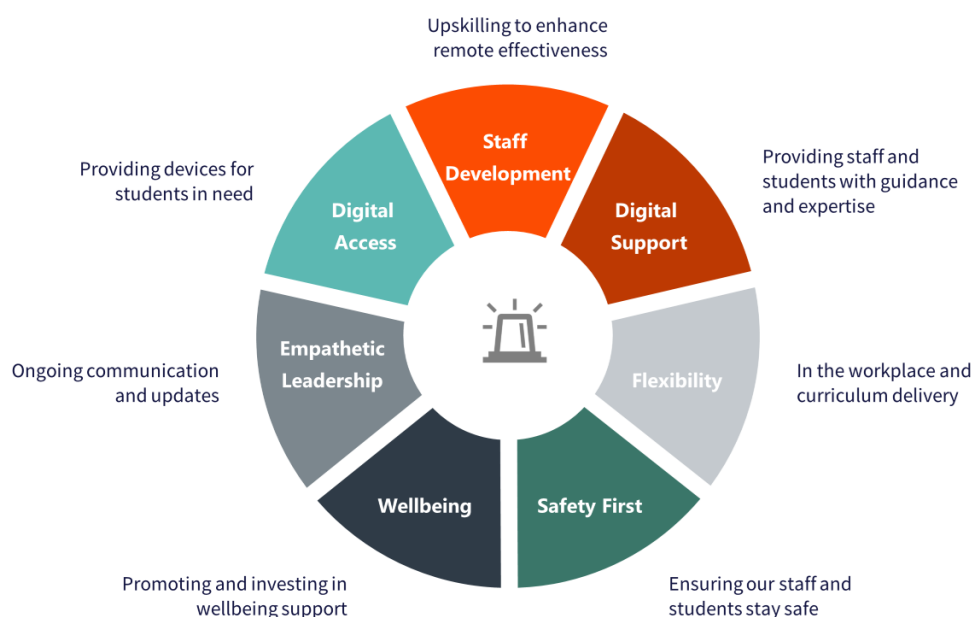 Upskilling to enhance
remote effectiveness
Staff
Development
Providing devices for
students in need
Digital
Access
Providing staff and
students with guidance
and expertise
Digital
Support
Ongoing communication
and updates
Empathetic
Leadership
Flexibility
In the workplace and
curriculum delivery
Wellbeing
Safety First
Promoting and investing in
wellbeing support
Ensuring our staff and
students stay safe